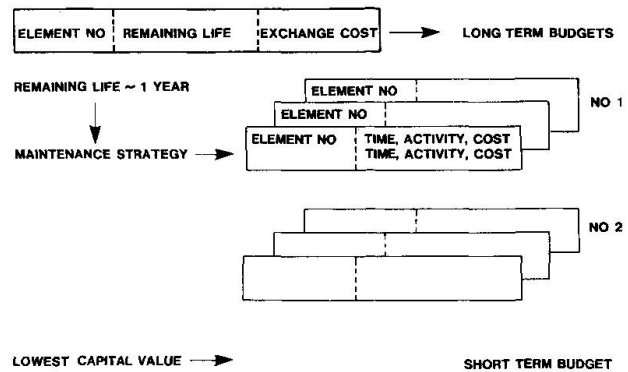 ELEMENT NO REMAINING LIFE EXCHANGE COST LONG TERM BUDGETS
REMAINING LIFE ~ 1 YEAR
ELEMENT NO
NO 1
ELEMENT NO
ELEMENT NO TIME, ACTIVITY, COST
MAINTENANCE STRATEGY TIME, ACTIVITY, COST
NO 2
LOWEST CAPITAL VALUE SHORT TERM BUDGET